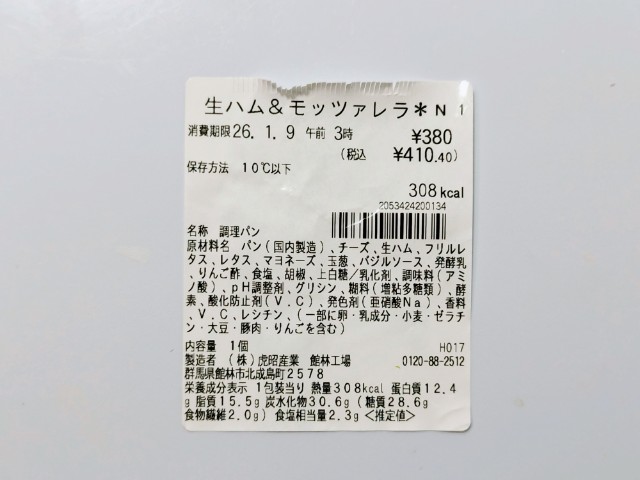 生ハム&モッツァレラ＊N 1
消費期限26. 1. 9 午前 3時
¥380
(税込 ¥410.40)
保存方法 10℃以下
308kcal
2053424200134
名称 調理パン
原材料名 パン(国内製造)、チーズ、生ハム、フリルレ
タス、レタス、マヨネーズ、玉葱、バジルソース、発酵乳
、りんご酢、食塩、胡椒、上白糖／乳化剤、調味料(アミ
ノ酸)、pH調整剤、グリシン、糊料(増粘多糖類)、酵
素、酸化防止剤(V.C)、発色剤(亜硝酸Na)、香料
、V.C、レシチン、(一部に卵・乳成分・小麦・ゼラチ
ン・大豆・豚肉・りんごを含む)
内容量 1個 H017
製造者 (株)虎昭産業 館林工場 0120-88-2512
群馬県館林市北成島町2578
栄養成分表示 1包装当り 熱量308kcal 蛋白質12.4
g 脂質15.5g 炭水化物30.6g(糖質28.6g
食物繊維2.0g) 食塩相当量2.3g <推定値>